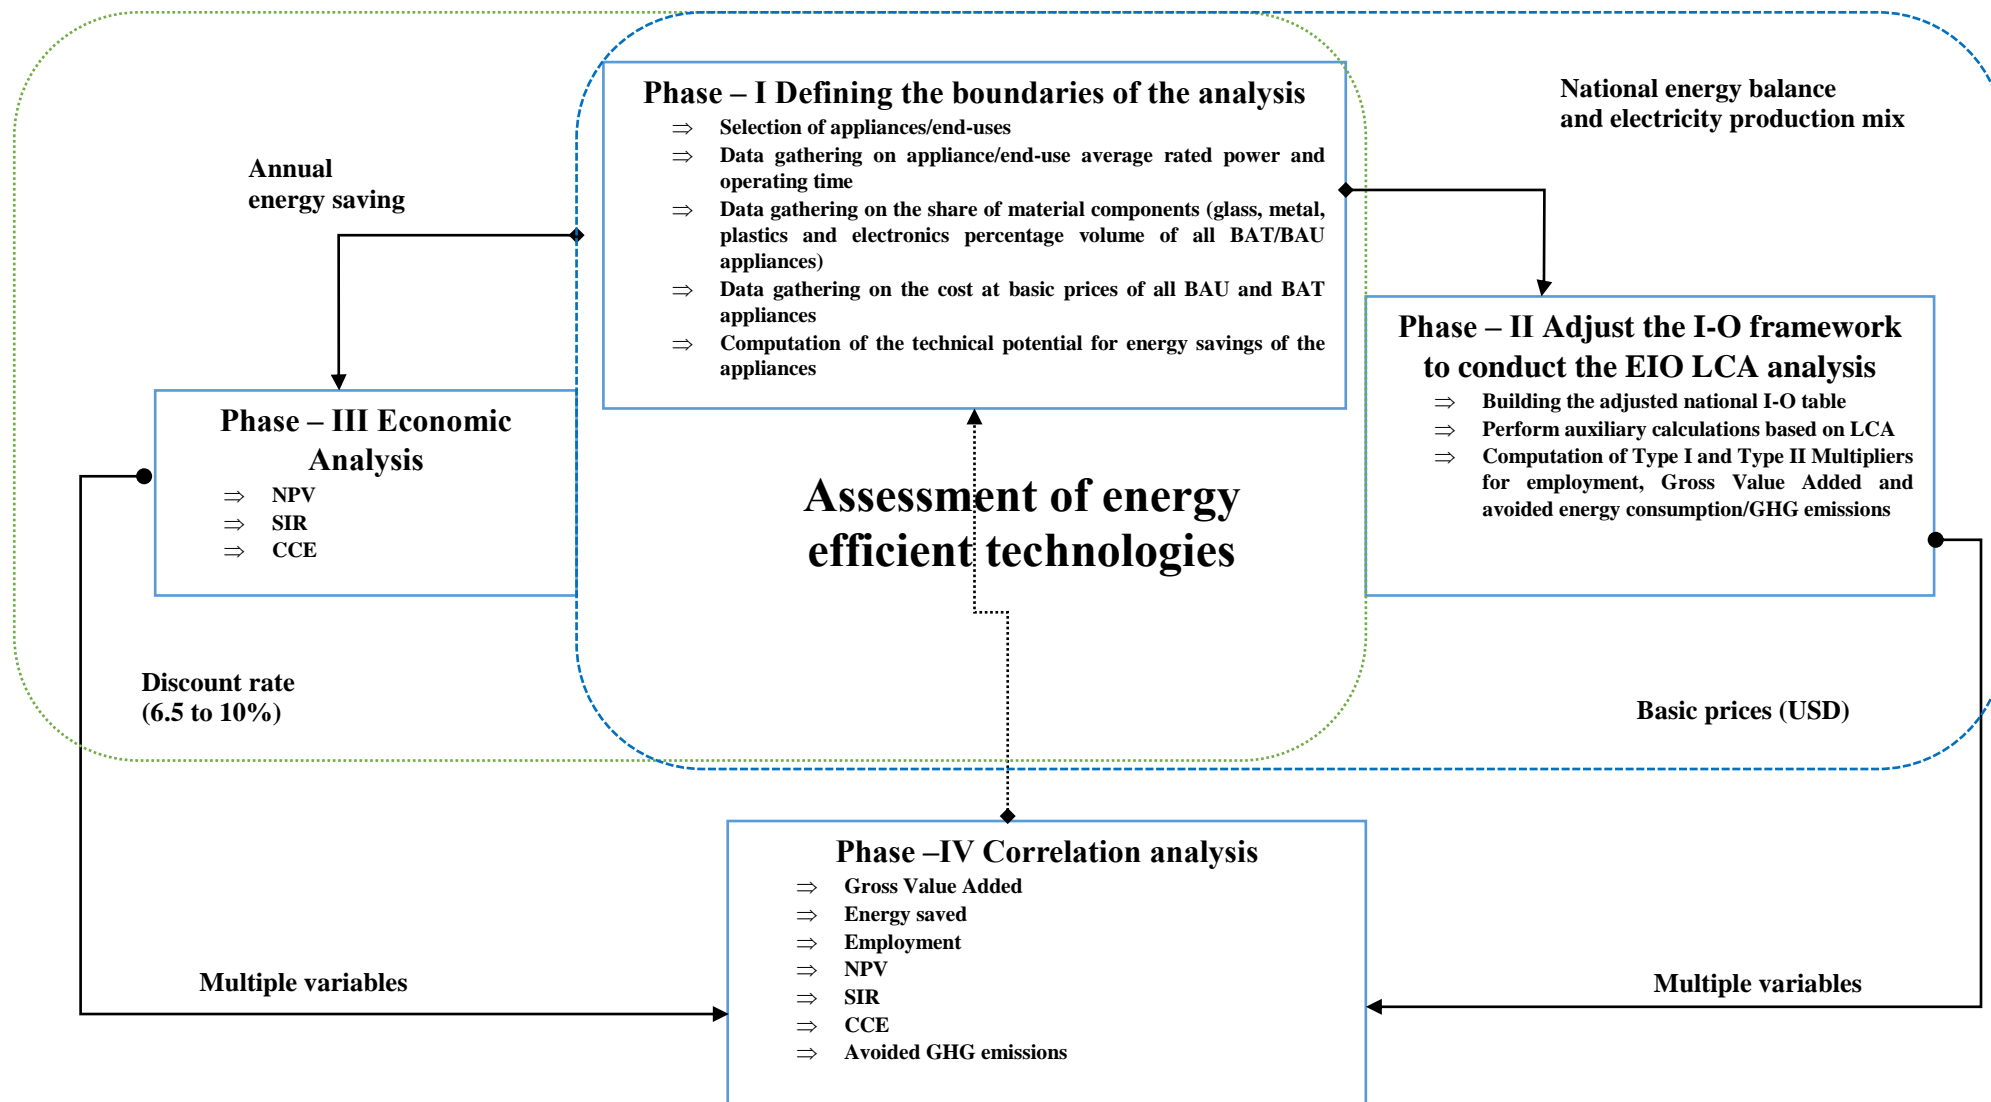 Phase – I Defining the boundaries of the analysis
⇒ Selection of appliances/end-uses
⇒ Data gathering on appliance/end-use average rated power and
operating time
⇒ Data gathering on the share of material components (glass, metal,
plastics and electronics percentage volume of all BAT/BAU
appliances)
⇒ Data gathering on the cost at basic prices of all BAU and BAT
appliances
⇒ Computation of the technical potential for energy savings of the
appliances
National energy balance
and electricity production mix
Annual
energy saving
Phase – II Adjust the I-O framework
to conduct the EIO LCA analysis
⇒ Building the adjusted national I-O table
⇒ Perform auxiliary calculations based on LCA
⇒ Computation of Type I and Type II Multipliers
for employment, Gross Value Added and
avoided energy consumption/GHG emissions
Phase – III Economic
Analysis
⇒ NPV
⇒ SIR
⇒ CCE
Assessment of energy
efficient technologies
Discount rate
(6.5 to 10%)
Basic prices (USD)
Phase –IV Correlation analysis
⇒ Gross Value Added
⇒ Energy saved
⇒ Employment
⇒ NPV
⇒ SIR
⇒ CCE
⇒ Avoided GHG emissions
Multiple variables
Multiple variables